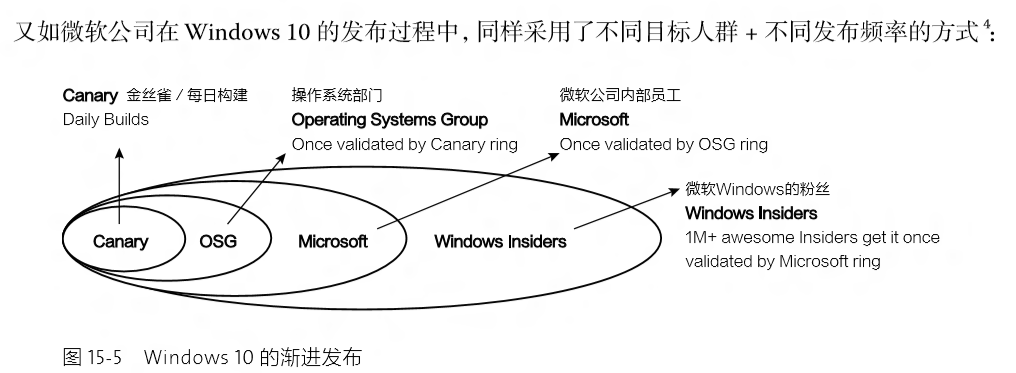 又如微软公司在 Windows 10 的发布过程中，同样采用了不同目标人群 + 不同发布频率的方式4：
Canary 金丝雀 / 每日构建
Daily Builds
操作系统部门
Operating Systems Group
Once validated by Canary ring
微软公司内部员工
Microsoft
Once validated by OSG ring
微软Windows的粉丝
Windows Insiders
1M+ awesome Insiders get it once
validated by Microsoft ring
Canary
OSG
Microsoft
Windows Insiders
图 15-5 Windows 10 的渐进发布